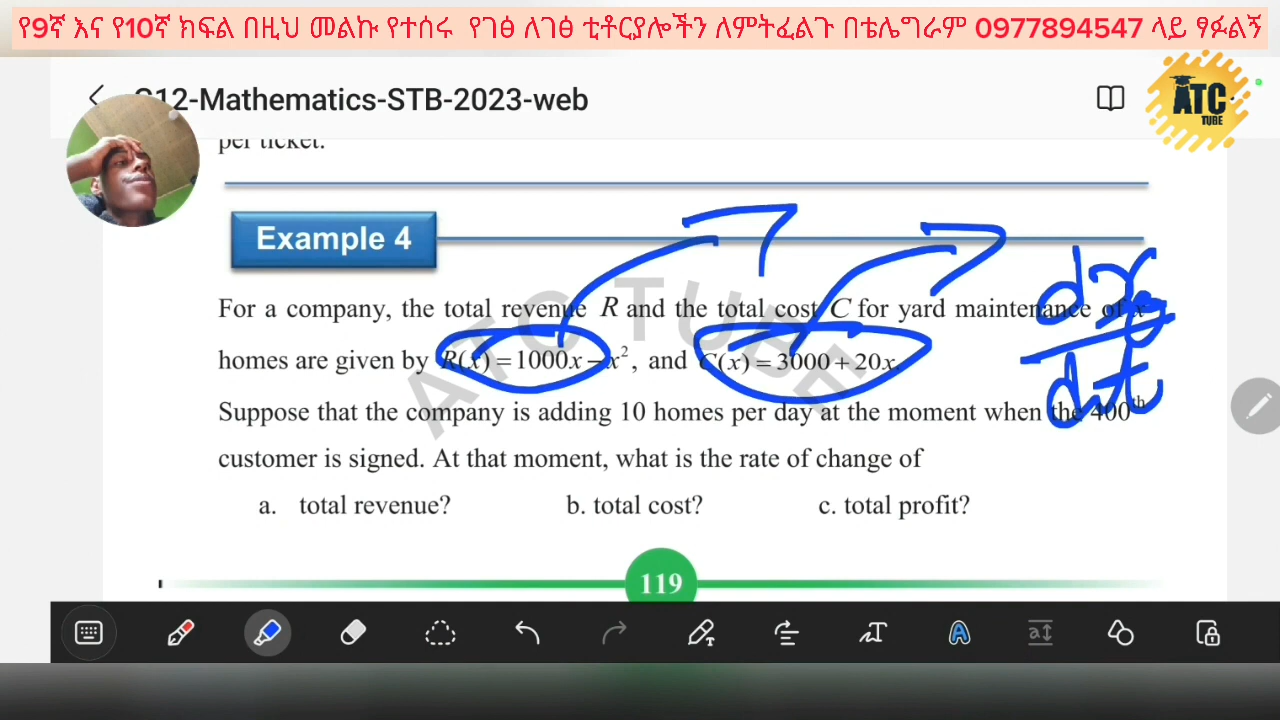 የ9ኛ እና የ10ኛ ክፍል በዚህ መልኩ የተሰሩ የገፅ ለገፅ ቲቶርያሎችን ለምትፈልጉ በቴሌግራም 0977894547 ላይ ፃፉልኝ
12-Mathematics-STB-2023-web
ATC
TUBE
per ticket.
Example 4
For a company, the total revenue R and the total cost C for yard maintenance of x
homes are given by R(x) = 1000x − x², and C(x) = 3000 + 20x.
Suppose that the company is adding 10 homes per day at the moment when the 400th
customer is signed. At that moment, what is the rate of change of
a. total revenue? b. total cost? c. total profit?
dx
dt
ATC TUBE
119